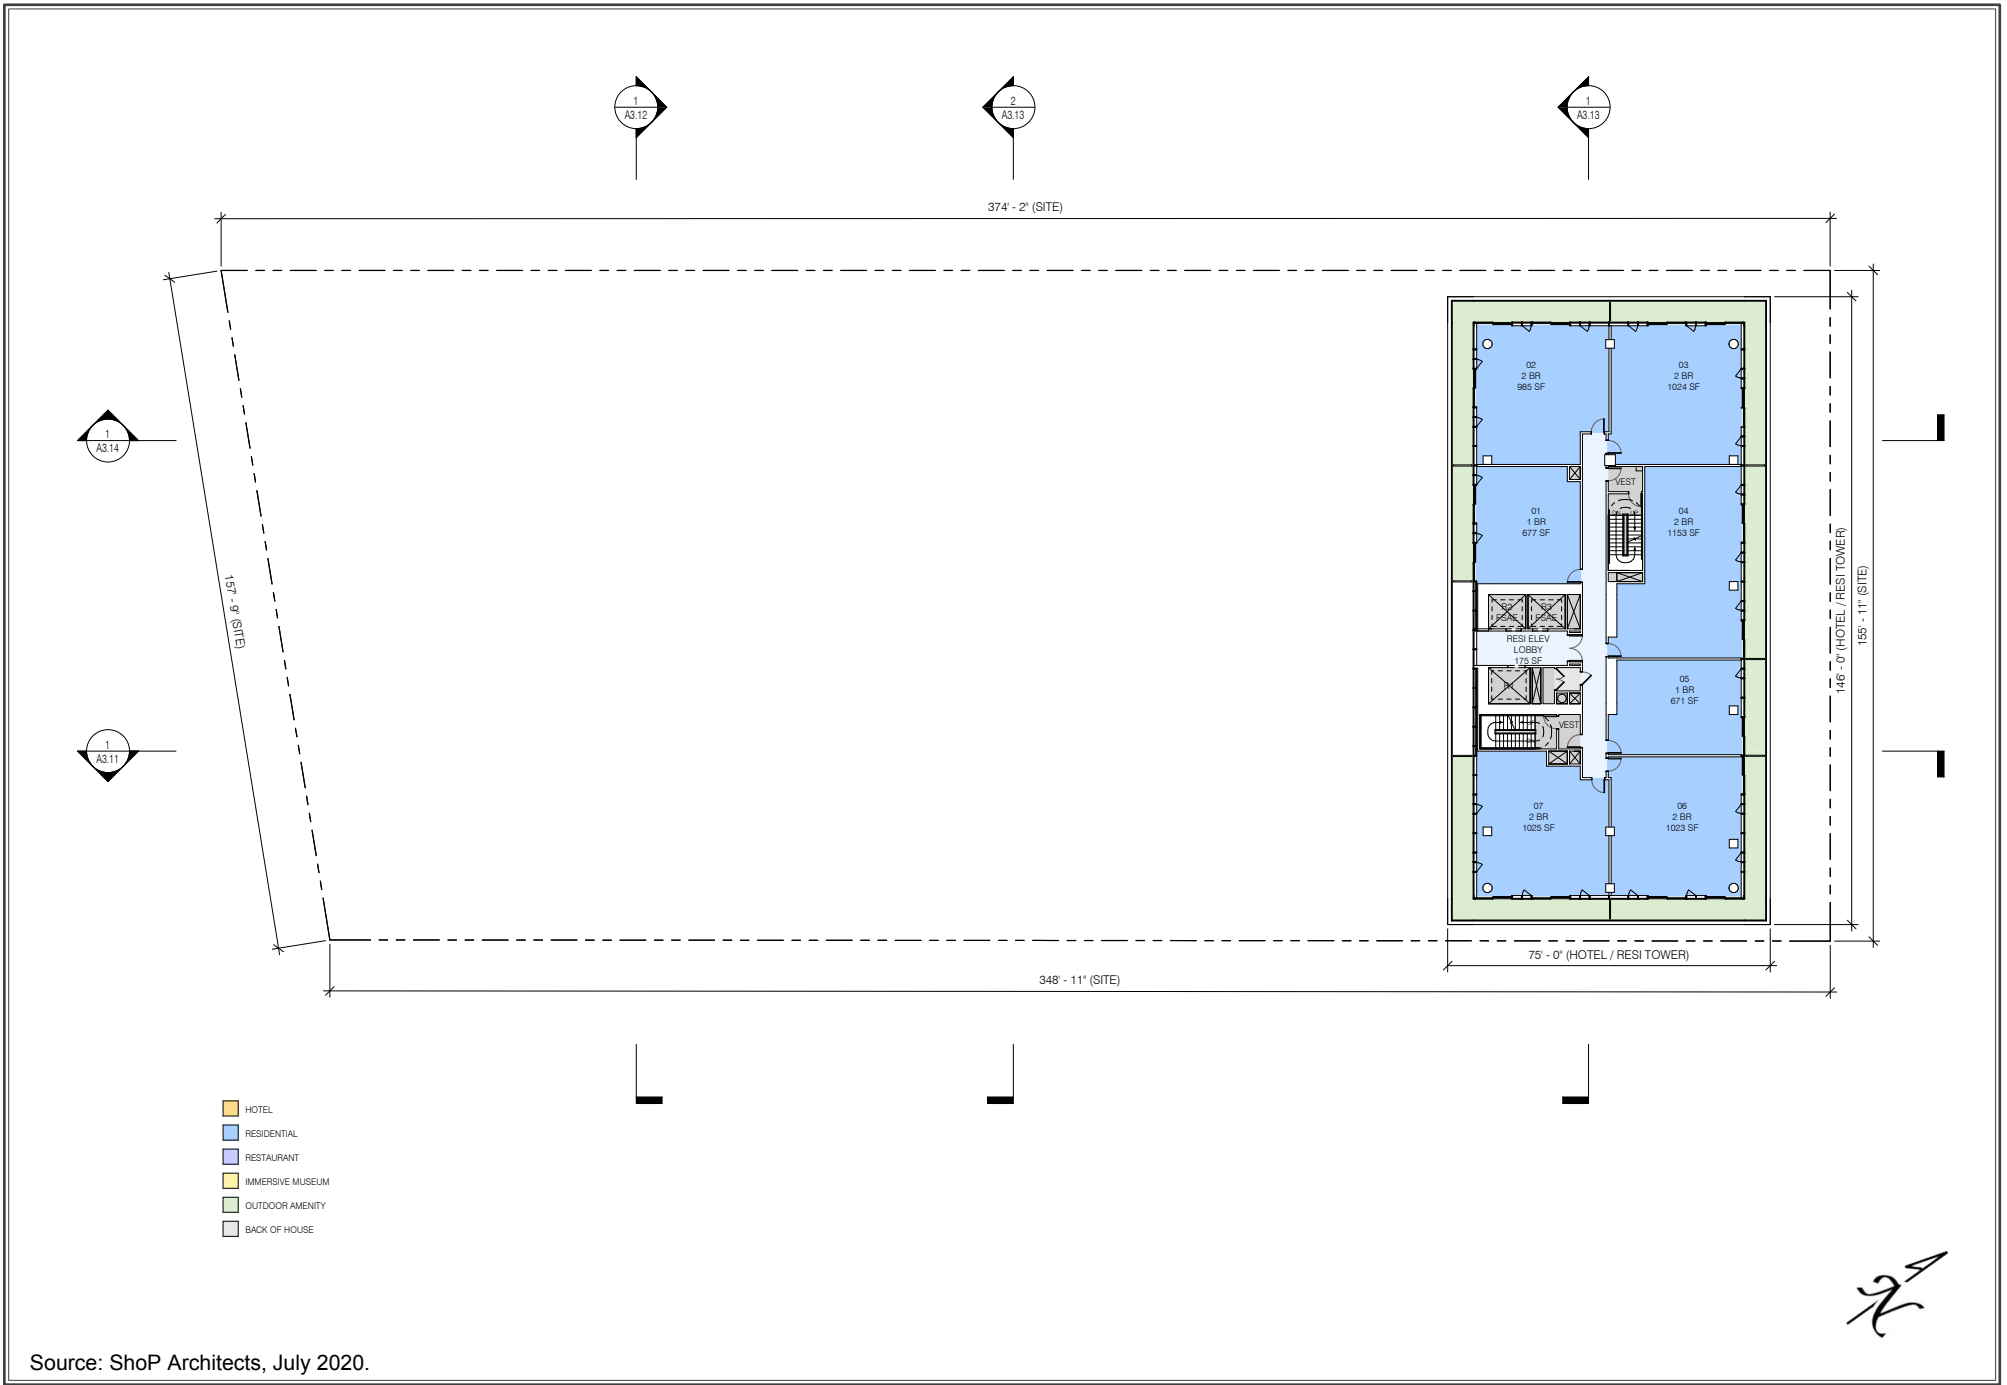 1
A3.12
2
A3.13
1
A3.13
374' - 2" (SITE)
02
2 BR
985 SF
03
2 BR
1024 SF
1
A3.14
VEST
01
1 BR
677 SF
04
2 BR
1153 SF
157' - 9" (SITE)
146' - 0" (HOTEL / RESI TOWER)
155' - 11" (SITE)
R2
FSAE
R3
FSAE
RESI ELEV
LOBBY
175 SF
05
1 BR
671 SF
VEST
1
A3.11
07
2 BR
1025 SF
06
2 BR
1023 SF
75' - 0" (HOTEL / RESI TOWER)
348' - 11" (SITE)
HOTEL
RESIDENTIAL
RESTAURANT
IMMERSIVE MUSEUM
OUTDOOR AMENITY
BACK OF HOUSE
Source: ShoP Architects, July 2020.